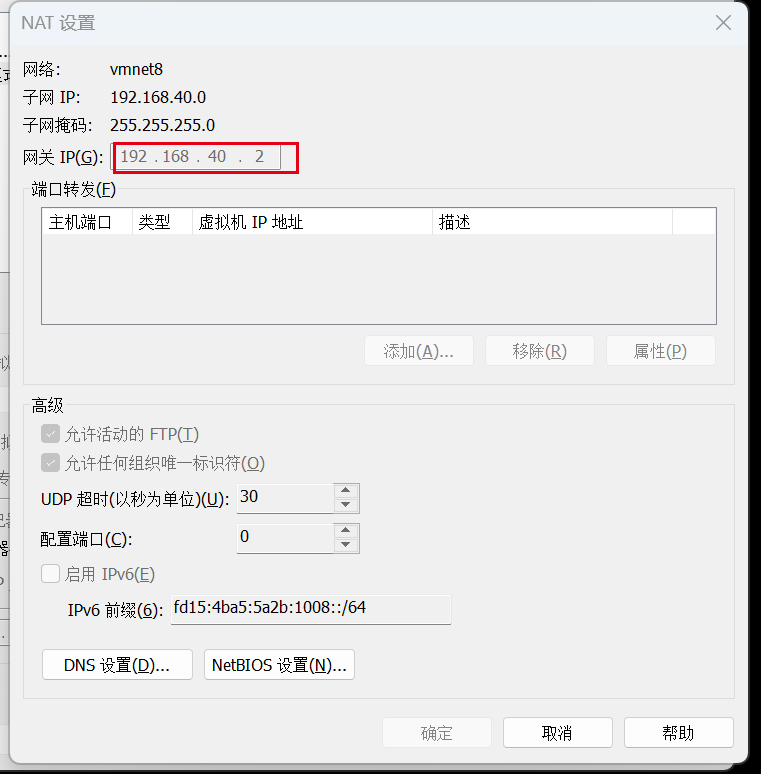 NAT 设置
网络: vmnet8
子网 IP: 192.168.40.0
子网掩码: 255.255.255.0
网关 IP(G): 192 . 168 . 40 . 2
端口转发(F)
主机端口 类型 虚拟机 IP 地址 描述
添加(A)... 移除(R) 属性(P)
高级
允许活动的 FTP(T)
允许任何组织唯一标识符(O)
UDP 超时(以秒为单位)(U): 30
配置端口(C): 0
启用 IPv6(E)
IPv6 前缀(6): fd15:4ba5:5a2b:1008::/64
DNS 设置(D)... NetBIOS 设置(N)...
确定 取消 帮助